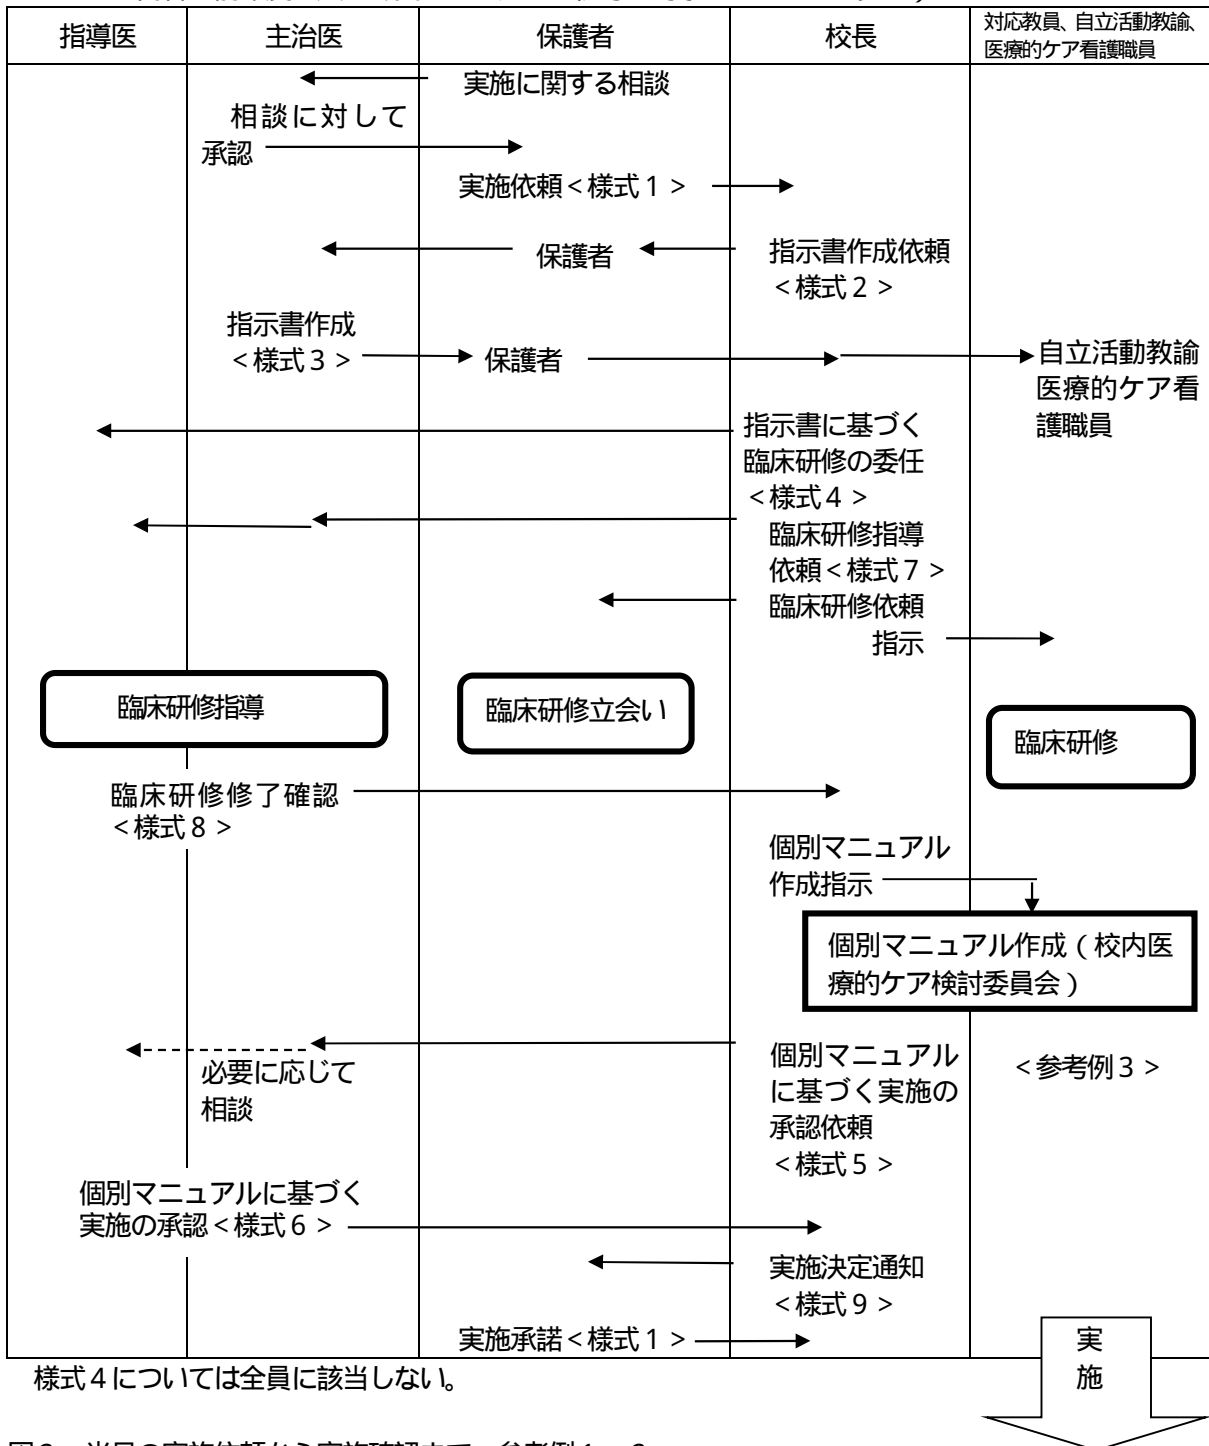 指導医
主治医
保護者
校長
対応教員、自立活動教諭、
医療的ケア看護職員
実施に関する相談
相談に対して
承認
実施依頼＜様式１＞
保護者
指示書作成依頼
＜様式２＞
指示書作成
＜様式３＞
保護者
自立活動教諭
医療的ケア看
護職員
指示書に基づく
臨床研修の委任
＜様式４＞
臨床研修指導
依頼＜様式７＞
臨床研修依頼
指示
臨床研修指導
臨床研修立会い
臨床研修
臨床研修修了確認
＜様式８＞
個別マニュアル
作成指示
個別マニュアル作成（校内医
療的ケア検討委員会）
必要に応じて
相談
個別マニュアル
に基づく実施の
承認依頼
＜様式５＞
＜参考例３＞
個別マニュアルに基づく
実施の承認＜様式６＞
実施決定通知
＜様式９＞
実施承諾＜様式１＞
実
施
様式４については全員に該当しない。